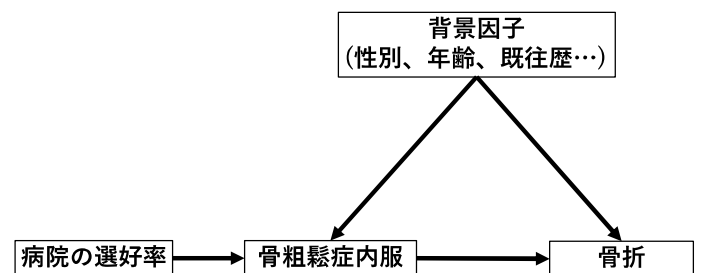 背景因子
(性別、年齢、既往歴…)
病院の選好率
骨粗鬆症内服
骨折